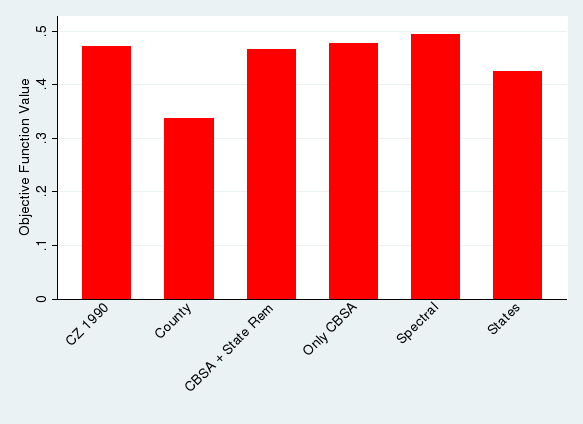 Objective Function Value
.5
.4
.3
.2
.1
0
CZ 1990
County
CBSA + State Rem
Only CBSA
Spectral
States